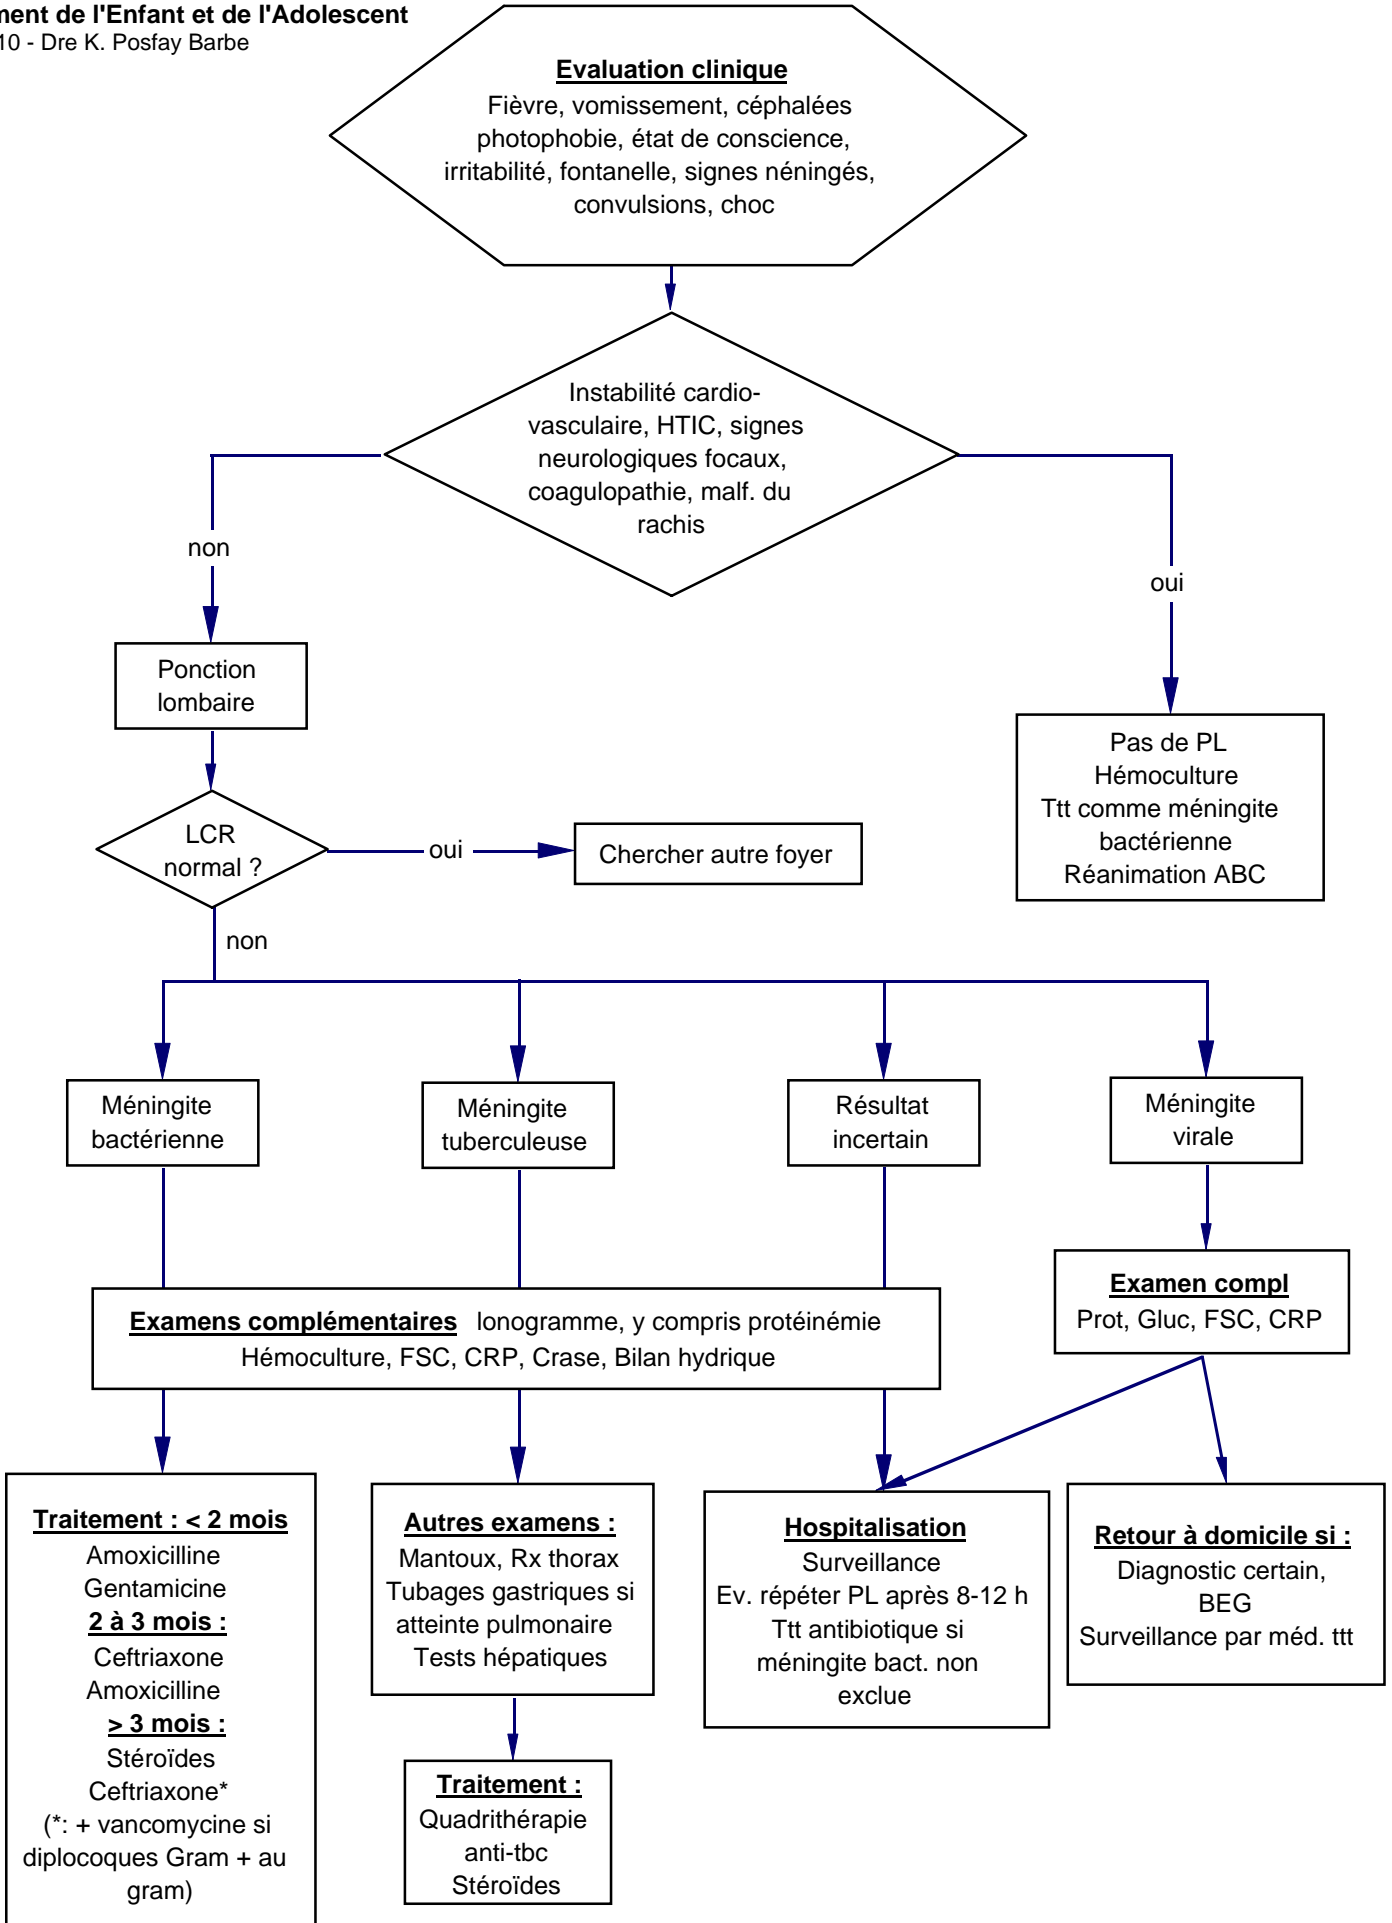 ment de l'Enfant et de l'Adolescent
10 - Dre K. Posfay Barbe
Evaluation clinique
Fièvre, vomissement, céphalées
photophobie, état de conscience,
irritabilité, fontanelle, signes néningés,
convulsions, choc
Instabilité cardio-
vasculaire, HTIC, signes
neurologiques focaux,
coagulopathie, malf. du
rachis
non
oui
Ponction
lombaire
Pas de PL
Hémoculture
Ttt comme méningite
bactérienne
Réanimation ABC
LCR
normal ?
oui
Chercher autre foyer
non
Méningite
bactérienne
Méningite
tuberculeuse
Résultat
incertain
Méningite
virale
Examens complémentaires Ionogramme, y compris protéinémie
Hémoculture, FSC, CRP, Crase, Bilan hydrique
Examen compl
Prot, Gluc, FSC, CRP
Traitement : < 2 mois
Amoxicilline
Gentamicine
2 à 3 mois :
Ceftriaxone
Amoxicilline
> 3 mois :
Stéroïdes
Ceftriaxone*
(*: + vancomycine si
diplocoques Gram + au
gram)
Autres examens :
Mantoux, Rx thorax
Tubages gastriques si
atteinte pulmonaire
Tests hépatiques
Traitement :
Quadrithérapie
anti-tbc
Stéroïdes
Hospitalisation
Surveillance
Ev. répéter PL après 8-12 h
Ttt antibiotique si
méningite bact. non
exclue
Retour à domicile si :
Diagnostic certain,
BEG
Surveillance par méd. ttt